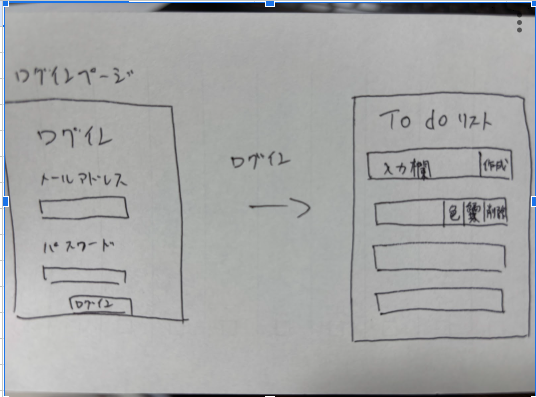 ログインページ
ログイン
メールアドレス
パスワード
ログイン
ログイン
To do リスト
入力欄 作成
色 削除